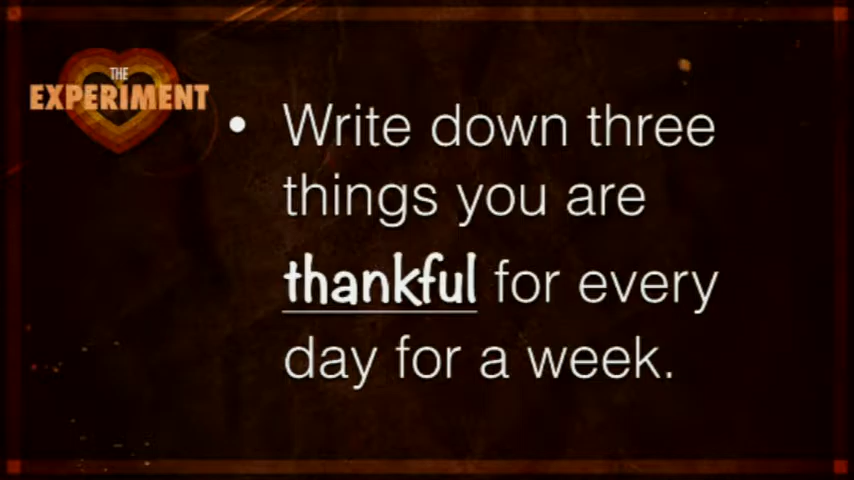 THE
EXPERIMENT
• Write down three
things you are
thankful for every
day for a week.